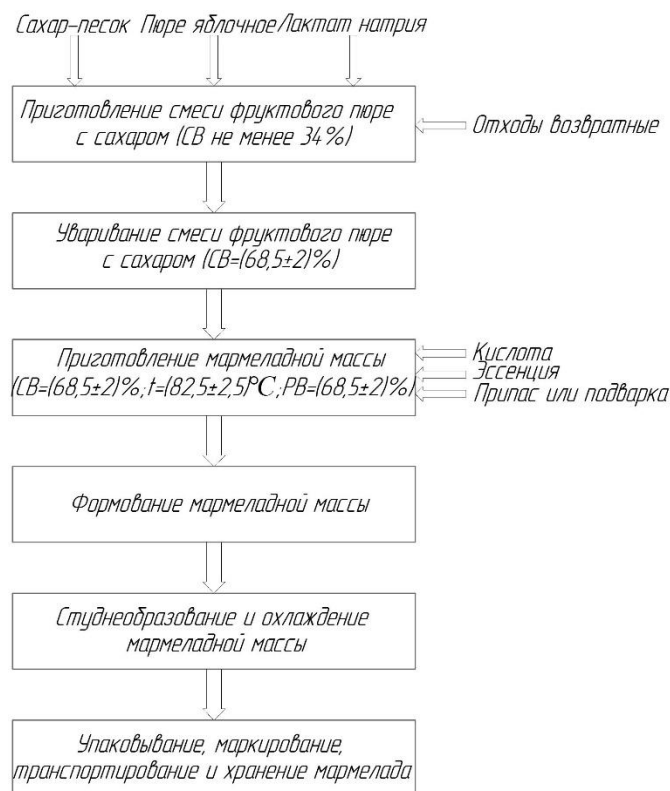 Сахар-песок Пюре яблочное Лактат натрия
Приготовление смеси фруктового пюре
с сахаром (СВ не менее 34%)
Отходы возвратные
Уваривание смеси фруктового пюре
с сахаром (СВ=(68,5±2)%)
Приготовление мармеладной массы
(СВ=(68,5±2)%;t=(82,5±2,5)°С;РВ=(68,5±2)%)
Кислота
Эссенция
Припас или подварка
Формование мармеладной массы
Студнеобразование и охлаждение
мармеладной массы
Упаковывание, маркирование,
транспортирование и хранение мармелада